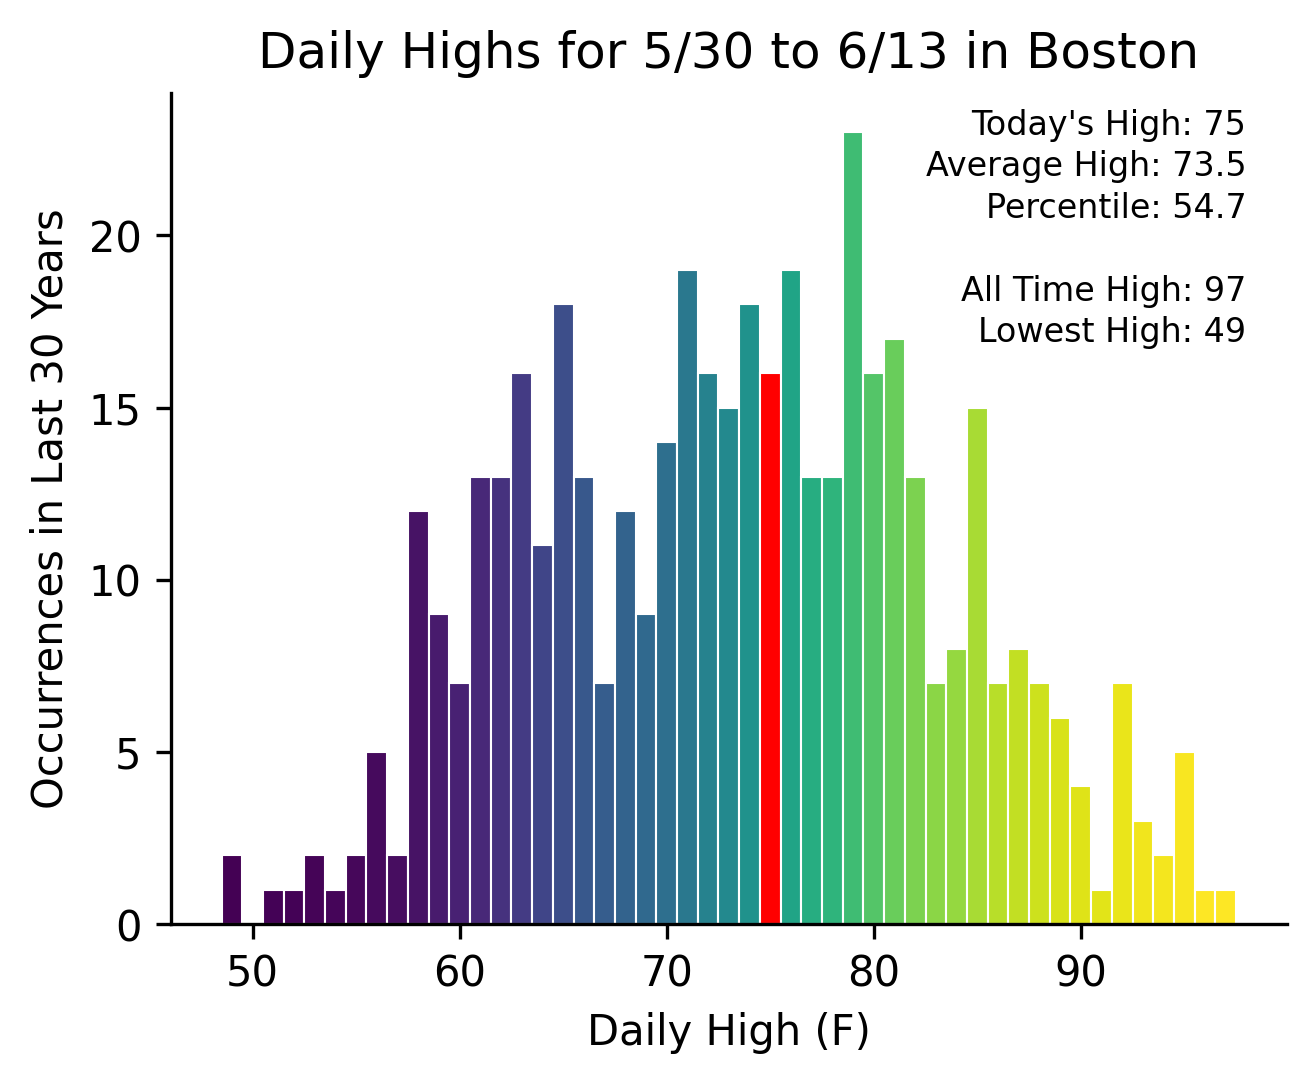 Daily Highs for 5/30 to 6/13 in Boston
Today's High: 75
Average High: 73.5
Percentile: 54.7
All Time High: 97
Lowest High: 49
Occurrences in Last 30 Years
20
15
10
5
0
50 60 70 80 90
Daily High (F)